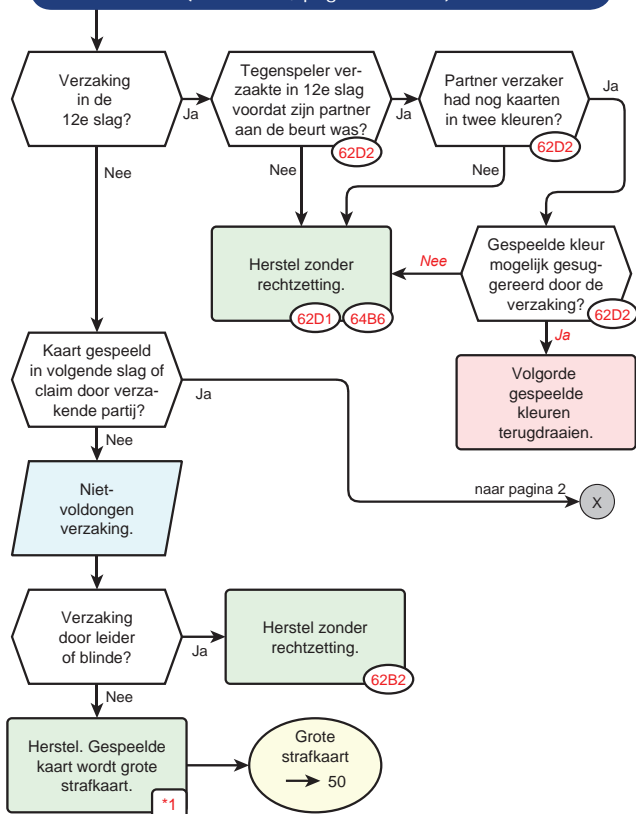 Verzaking
in de
12e slag?
Ja
Tegenspeler ver-
zaakte in 12e slag
voordat zijn partner
aan de beurt was?
62D2
Ja
Partner verzaker
had nog kaarten
in twee kleuren?
62D2
Ja
Nee
Nee
Nee
Herstel zonder
rechtzetting.
62D1
64B6
Nee
Gespeelde kleur
mogelijk gesug-
gereerd door de
verzaking?
62D2
Ja
Volgorde
gespeelde
kleuren
terugdraaien.
Kaart gespeeld
in volgende slag of
claim door verza-
kende partij?
Ja
Nee
naar pagina 2
X
Niet-
voldongen
verzaking.
Verzaking
door leider
of blinde?
Ja
Herstel zonder
rechtzetting.
62B2
Nee
Herstel. Gespeelde
kaart wordt grote
strafkaart.
*1
Grote
strafkaart
50